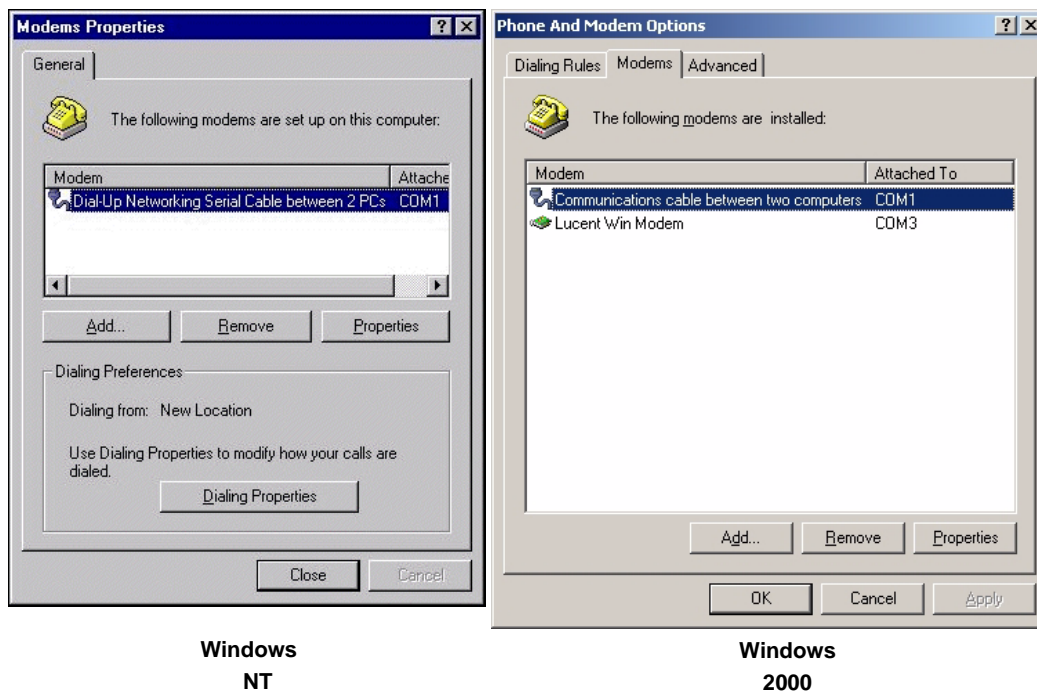 Modems Properties
General
The following modems are set up on this computer:
Modem Attache
Dial-Up Networking Serial Cable between 2 PCs COM1
Add... Remove Properties
Dialing Preferences
Dialing from: New Location
Use Dialing Properties to modify how your calls are
dialed.
Dialing Properties
Close Cancel
Windows
NT
Phone And Modem Options
Dialing Rules Modems Advanced
The following modems are installed:
Modem Attached To
Communications cable between two computers COM1
Lucent Win Modem COM3
Add... Remove Properties
OK Cancel Apply
Windows
2000